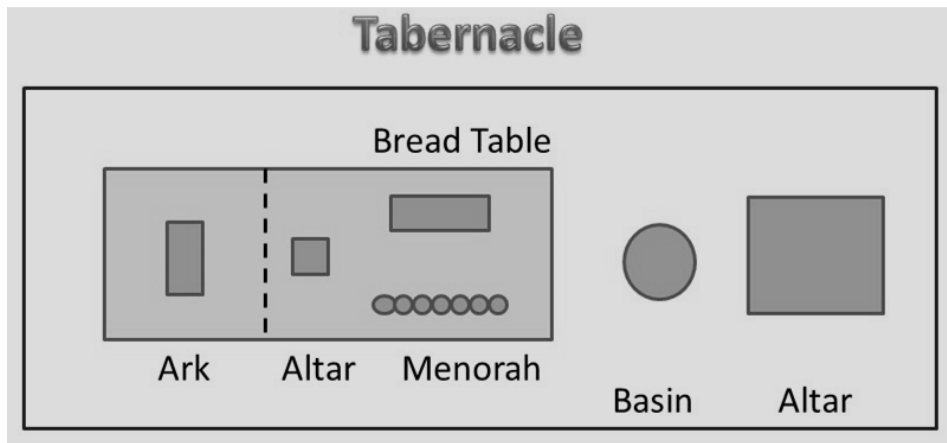 Tabernacle
Bread Table
Ark Altar Menorah
Basin Altar